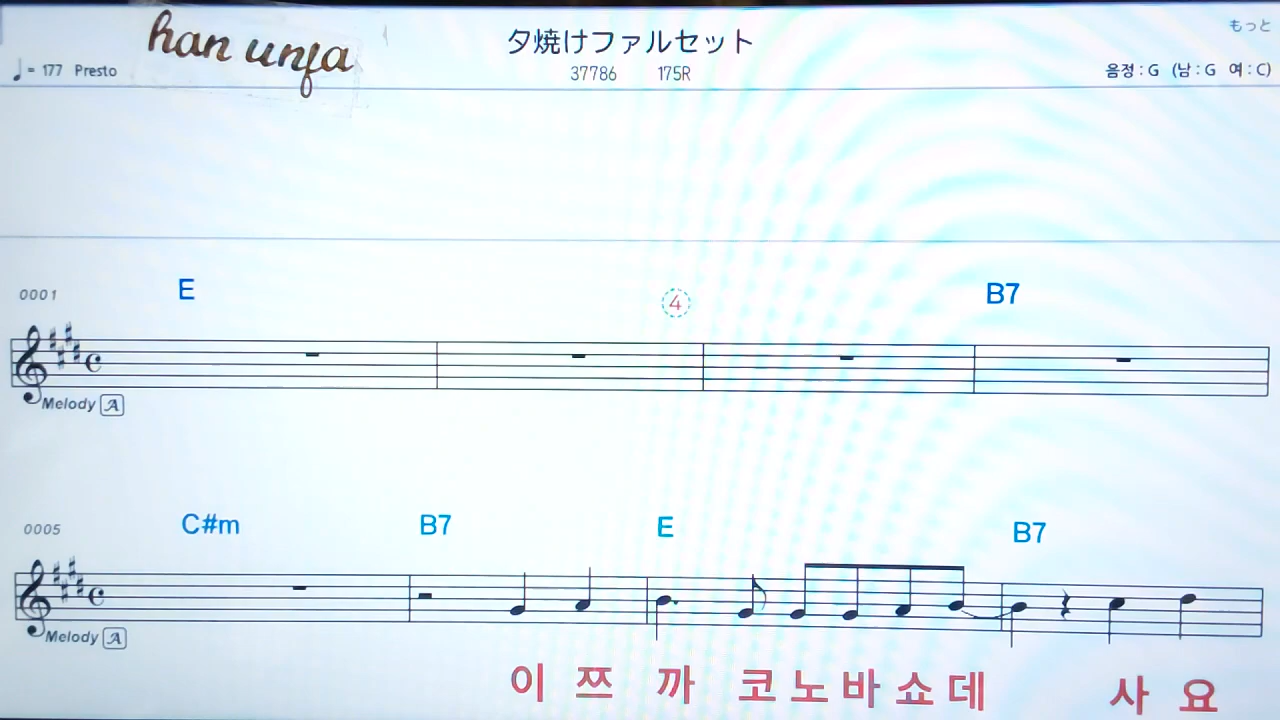 han unfa
夕焼けファルセット
もっと
♩= 177 Presto
37786 175R
음정 : G (남 : G 여 : C)
0001 E ④ B7
Melody A
0005 C#m B7 E B7
Melody A
이 쯔 까 코 노 바 쇼 데 사 요